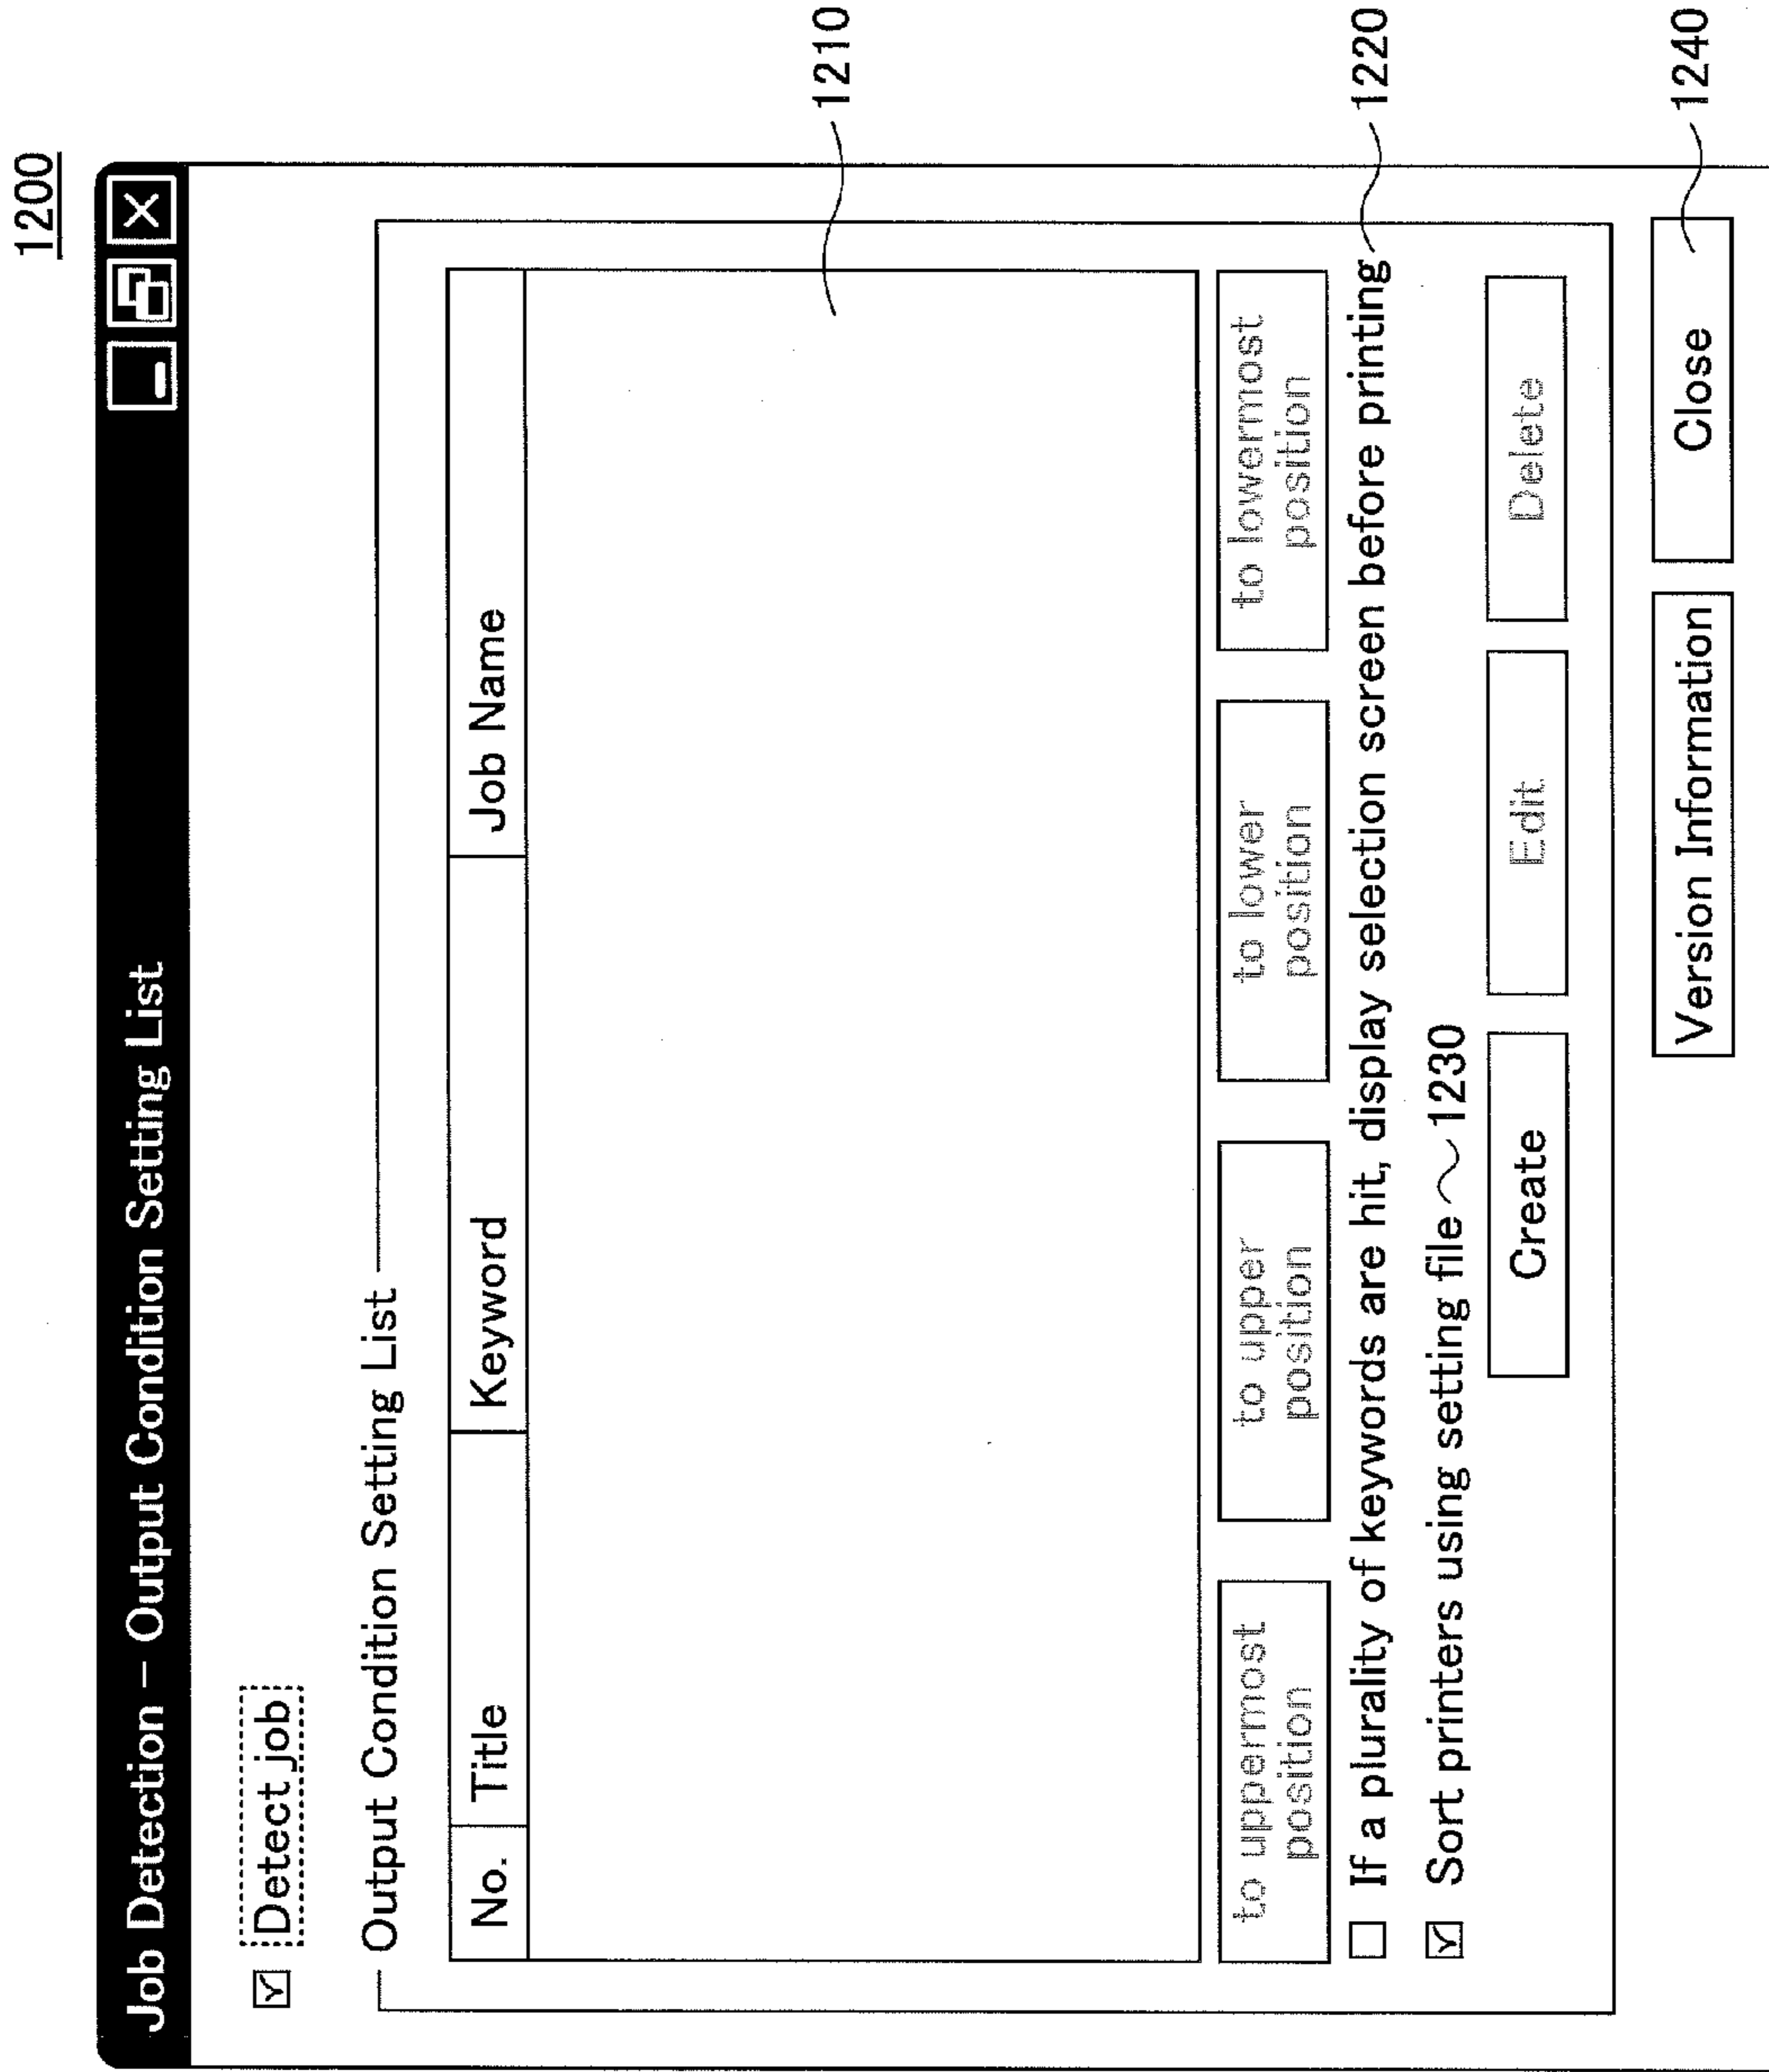 1200
Job Detection – Output Condition Setting List
Detect job
Output Condition Setting List
No. Title Keyword Job Name
1210
to uppermost position
to upper position
to lower position
to lowermost position
If a plurality of keywords are hit, display selection screen before printing 1220
Sort printers using setting file 1230
Create Edit Delete
Version Information Close 1240